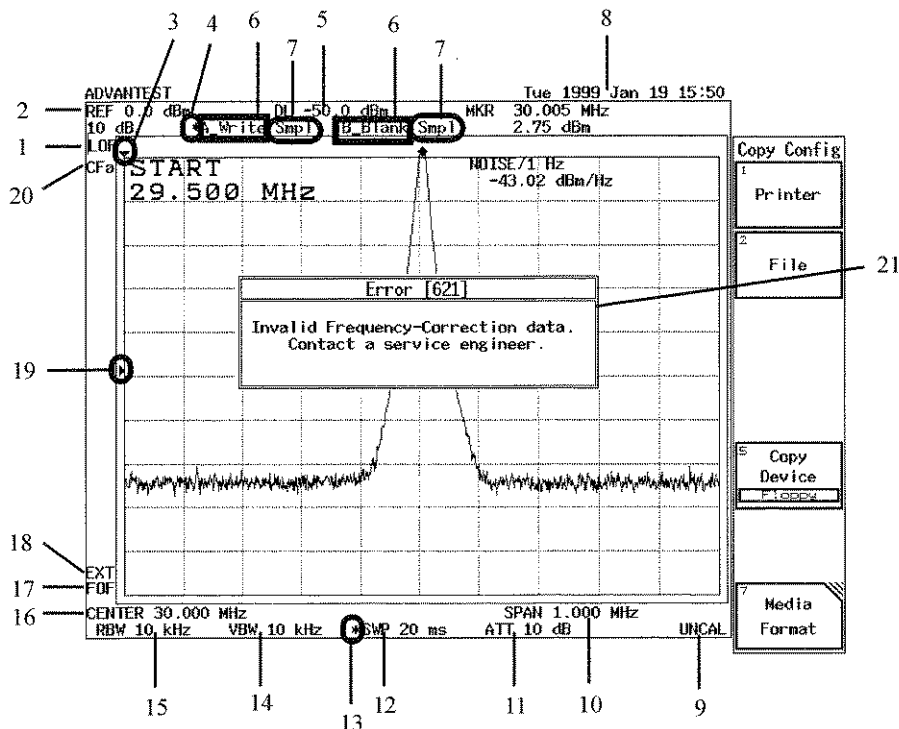 3 4 6 7 5 6 7 8
ADVANTEST Tue 1999 Jan 19 15:50
2 REF 0.0 dBm DL -50.0 dBm MKR 30.005 MHz
10 dB *A_Write Smpl B_Blank Smpl 2.75 dBm
1 LOF
20 CFa START NOISE/1 Hz
29.500 MHz -43.02 dBm/Hz
Copy Config
1
Printer
2
File
21
Error [621]
Invalid Frequency-Correction data.
Contact a service engineer.
19
5
Copy
Device
Floppy
18 EXT
17 FOF
16 CENTER 30.000 MHz SPAN 1.000 MHz
RBW 10 kHz VBW 10 kHz *SWP 20 ms ATT 10 dB UNCAL
7
Media
Format
15 14 13 12 11 10 9